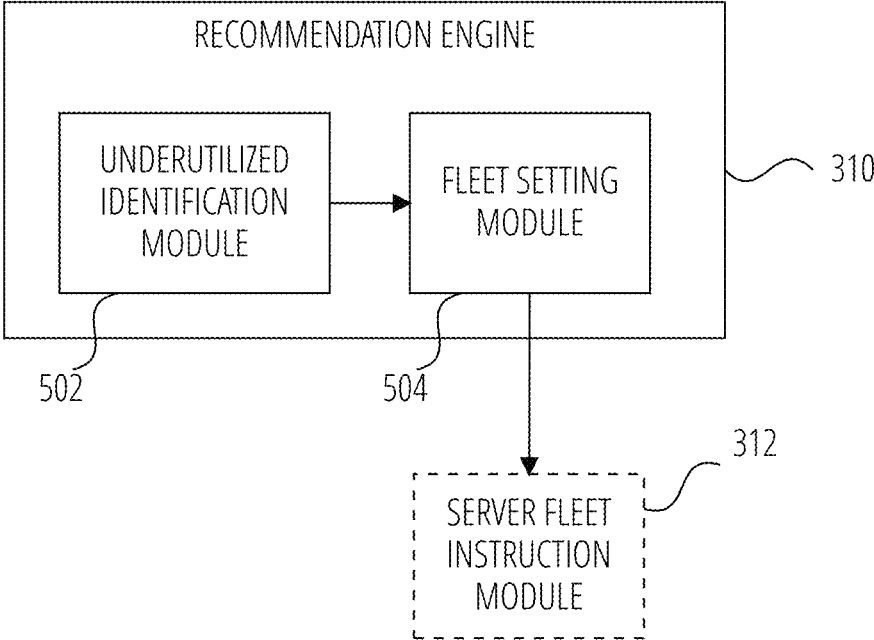 RECOMMENDATION ENGINE
UNDERUTILIZED
IDENTIFICATION
MODULE
FLEET SETTING
MODULE
310
502
504
312
SERVER FLEET
INSTRUCTION
MODULE